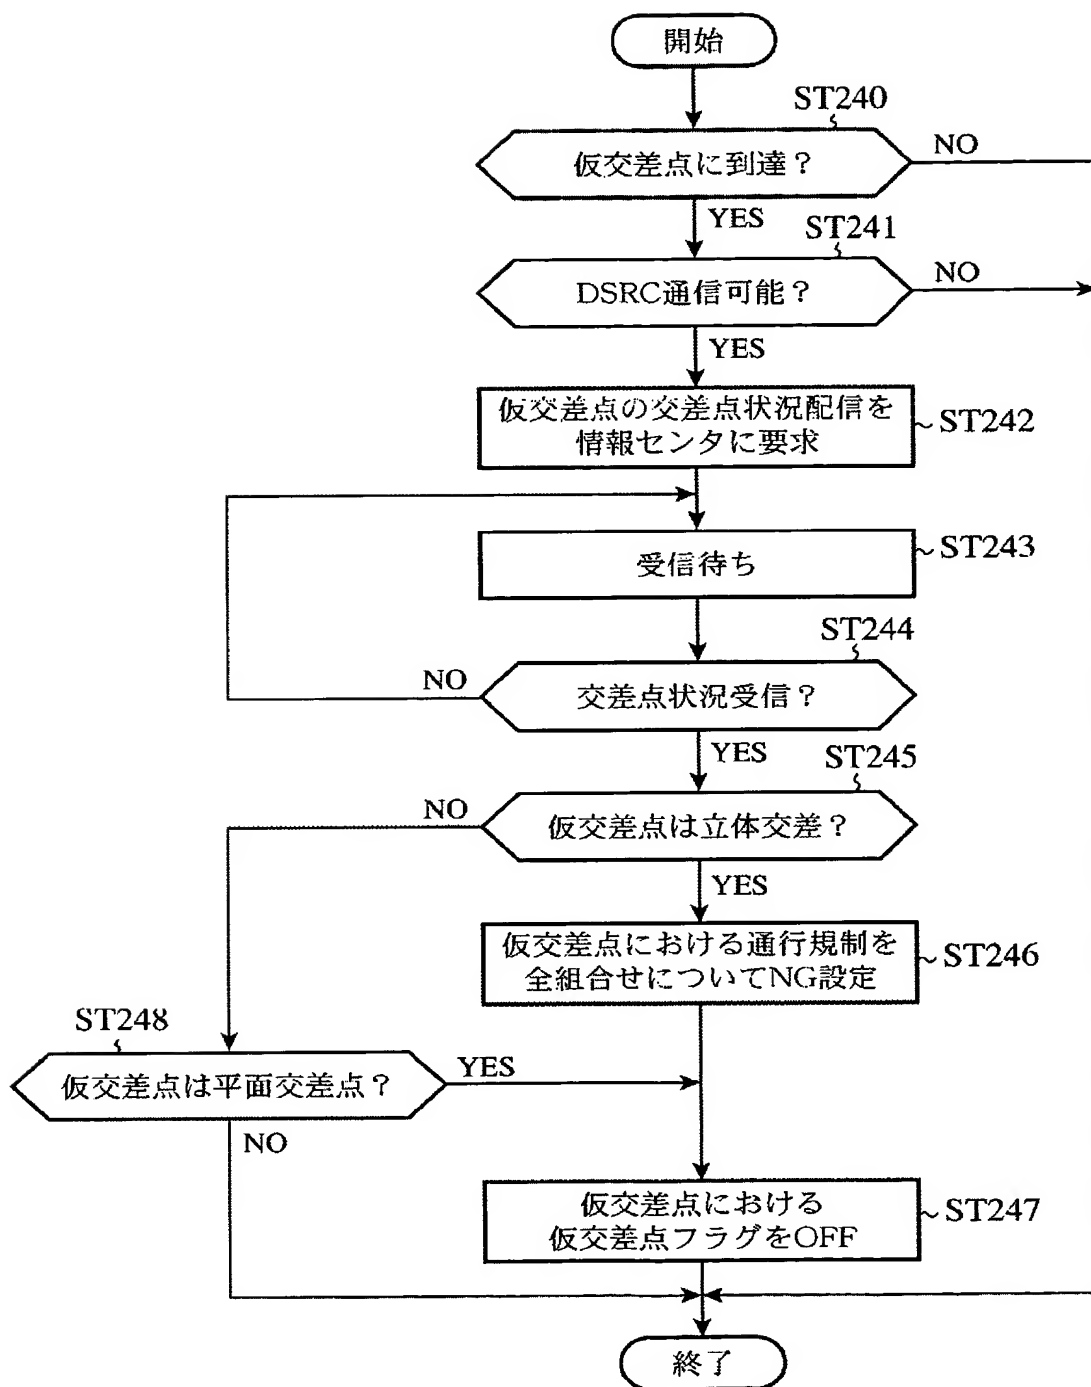 開始
ST240
仮交差点に到達？
NO
YES
ST241
DSRC通信可能？
NO
YES
仮交差点の交差点状況配信を
情報センタに要求
ST242
受信待ち
ST243
ST244
交差点状況受信？
NO
YES
ST245
仮交差点は立体交差？
NO
YES
仮交差点における通行規制を
全組合せについてNG設定
ST246
ST248
仮交差点は平面交差点？
YES
NO
仮交差点における
仮交差点フラグをOFF
ST247
終了